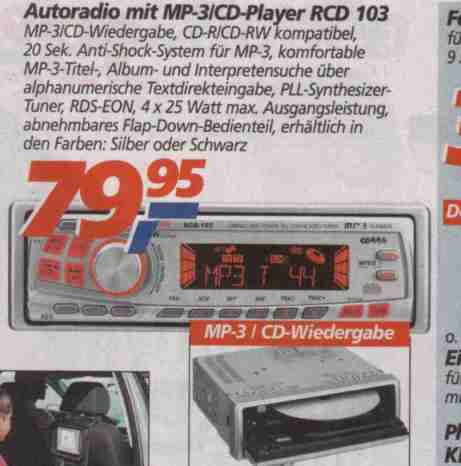 Autoradio mit MP-3/CD-Player RCD 103
MP-3/CD-Wiedergabe, CD-R/CD-RW kompatibel,
20 Sek. Anti-Shock-System für MP-3, komfortable
MP-3-Titel-, Album- und Interpretensuche über
alphanumerische Textdirekteingabe, PLL-Synthesizer-
Tuner, RDS-EON, 4 x 25 Watt max. Ausgangsleistung,
abnehmbares Flap-Down-Bedienteil, erhältlich in
den Farben: Silber oder Schwarz
79,95
MP3 T 44
MP-3 / CD-Wiedergabe
o.